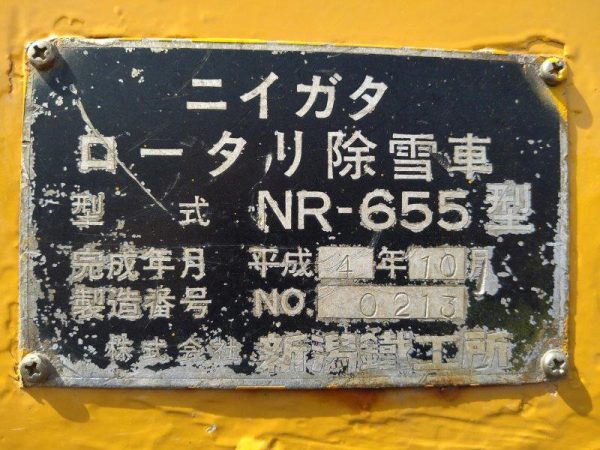 ニイガタ
ロータリ除雪車
型式 NR-655型
完成年月 平成4年10月
製造番号 NO. 0213
株式会社 新潟鐵工所